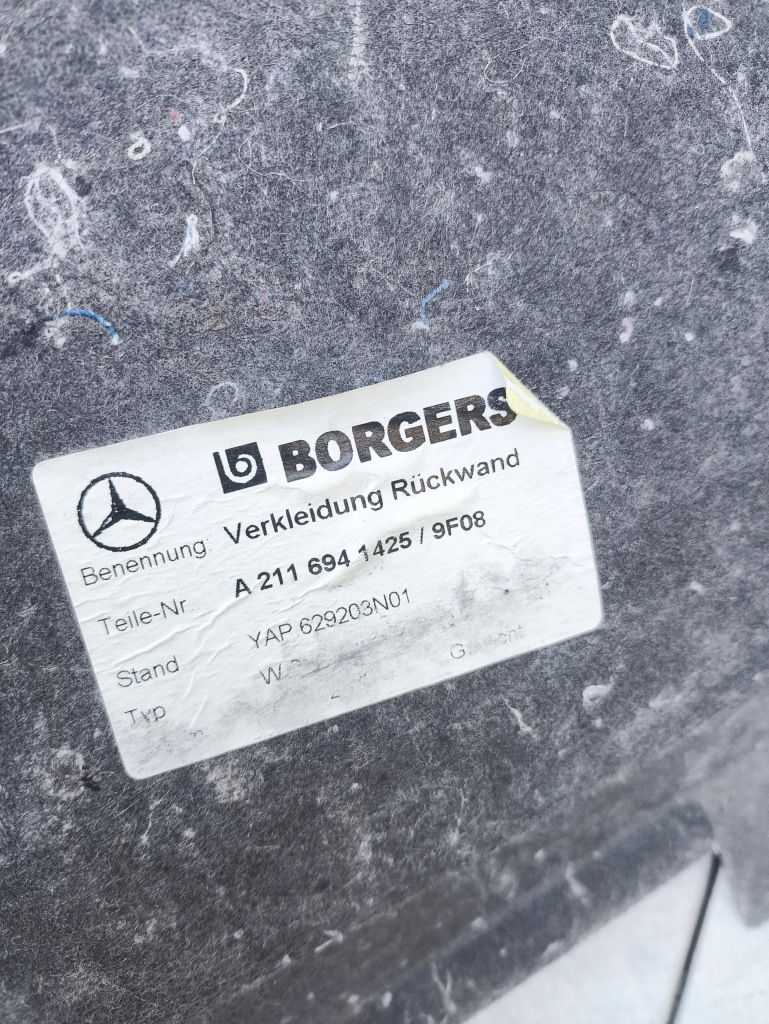 BORGERS
Benennung: Verkleidung Rückwand
Teile-Nr. A 211 694 1425 / 9F08
Stand YAP 629203N01
Typ